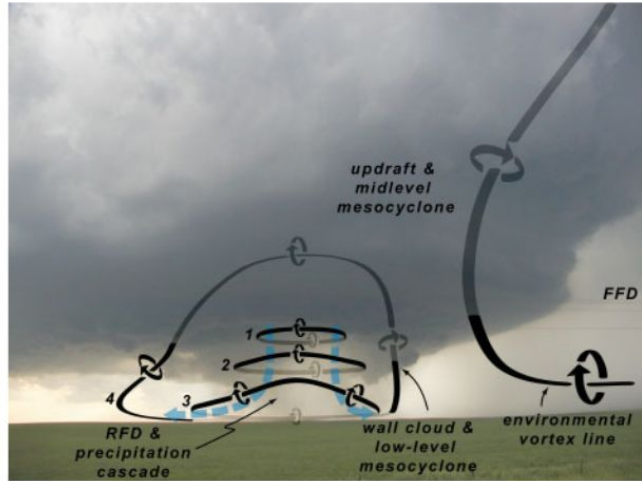 updraft &
midlevel
mesocyclone
FFD
1
2
3
4
RFD &
precipitation
cascade
wall cloud &
low-level
mesocyclone
environmental
vortex line